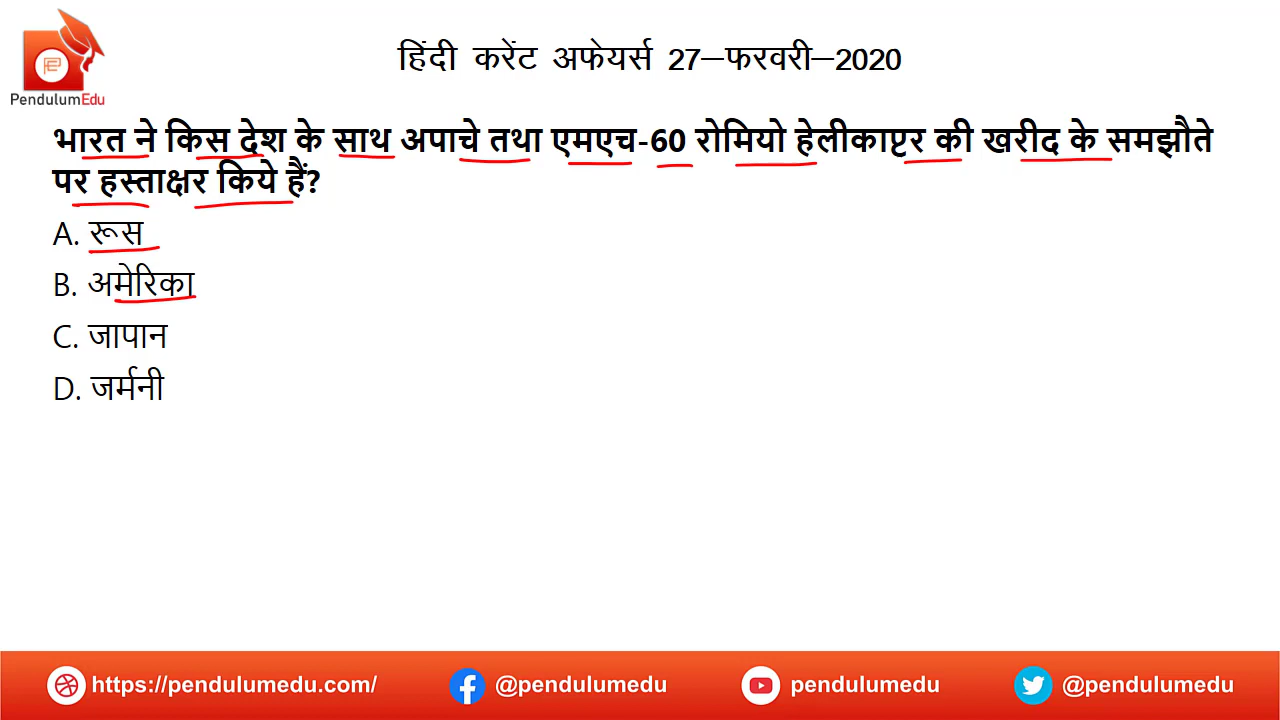 हिंदी करेंट अफेयर्स 27–फरवरी–2020
PendulumEdu
भारत ने किस देश के साथ अपाचे तथा एमएच-60 रोमियो हेलीकाप्टर की खरीद के समझौते
पर हस्ताक्षर किये हैं?
A. रूस
B. अमेरिका
C. जापान
D. जर्मनी
https://pendulumedu.com/ @pendulumedu pendulumedu @pendulumedu